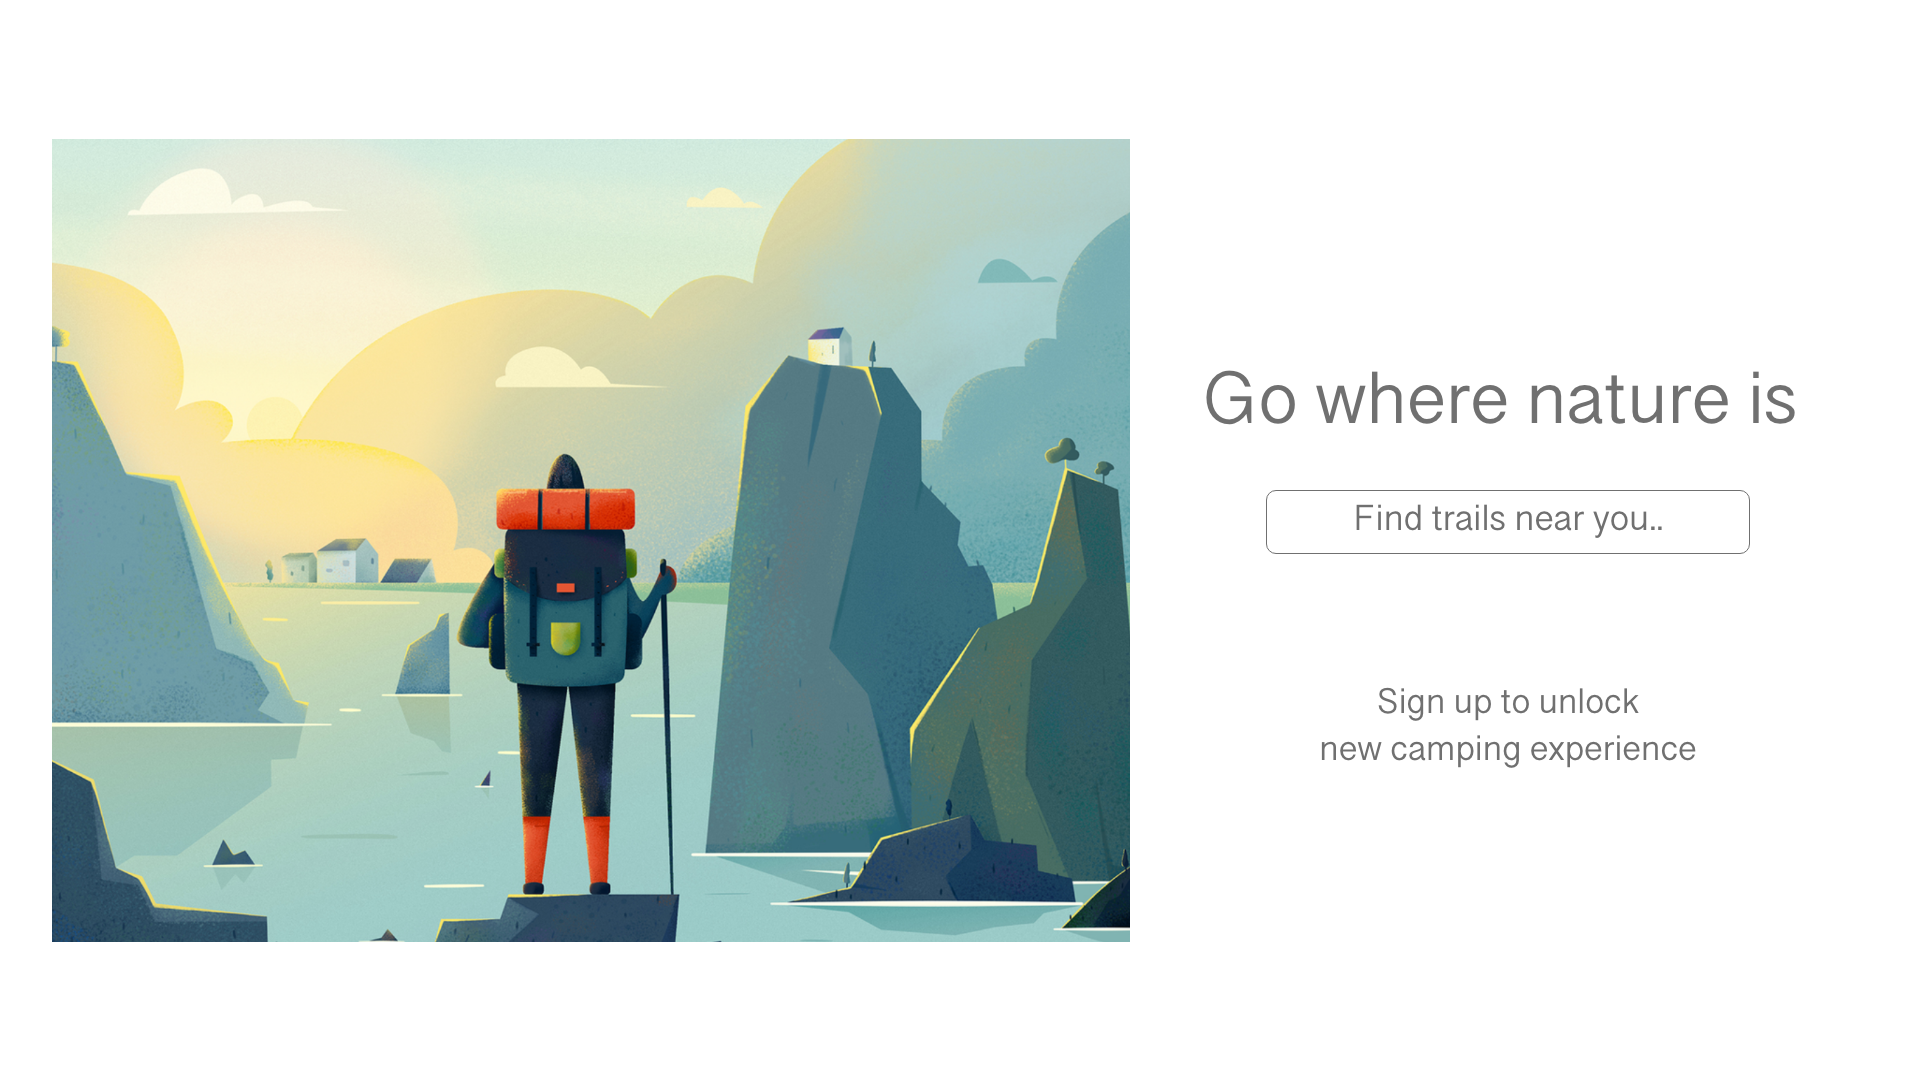 Go where nature is
Find trails near you..
Sign up to unlock
new camping experience